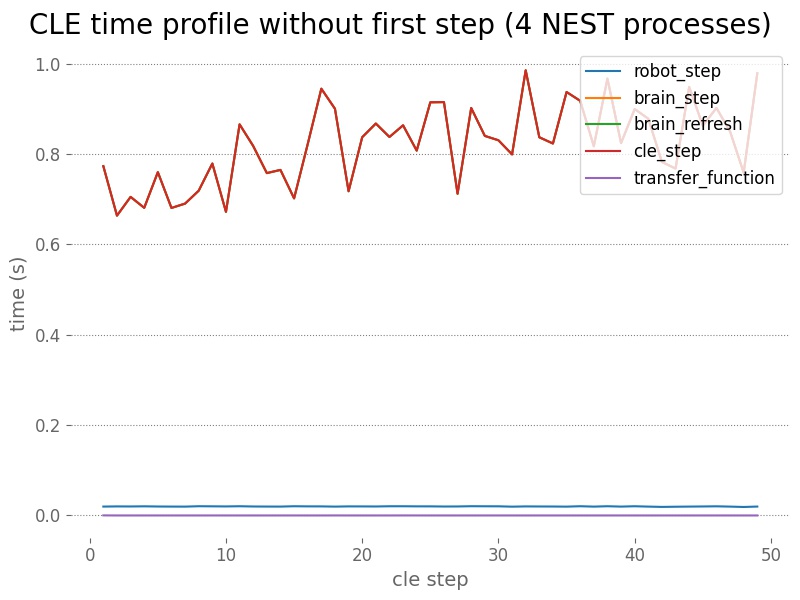 CLE time profile without first step (4 NEST processes)
1.0
0.8
0.6
0.4
0.2
0.0
time (s)
robot_step
brain_step
brain_refresh
cle_step
transfer_function
0
10
20
30
40
50
cle step